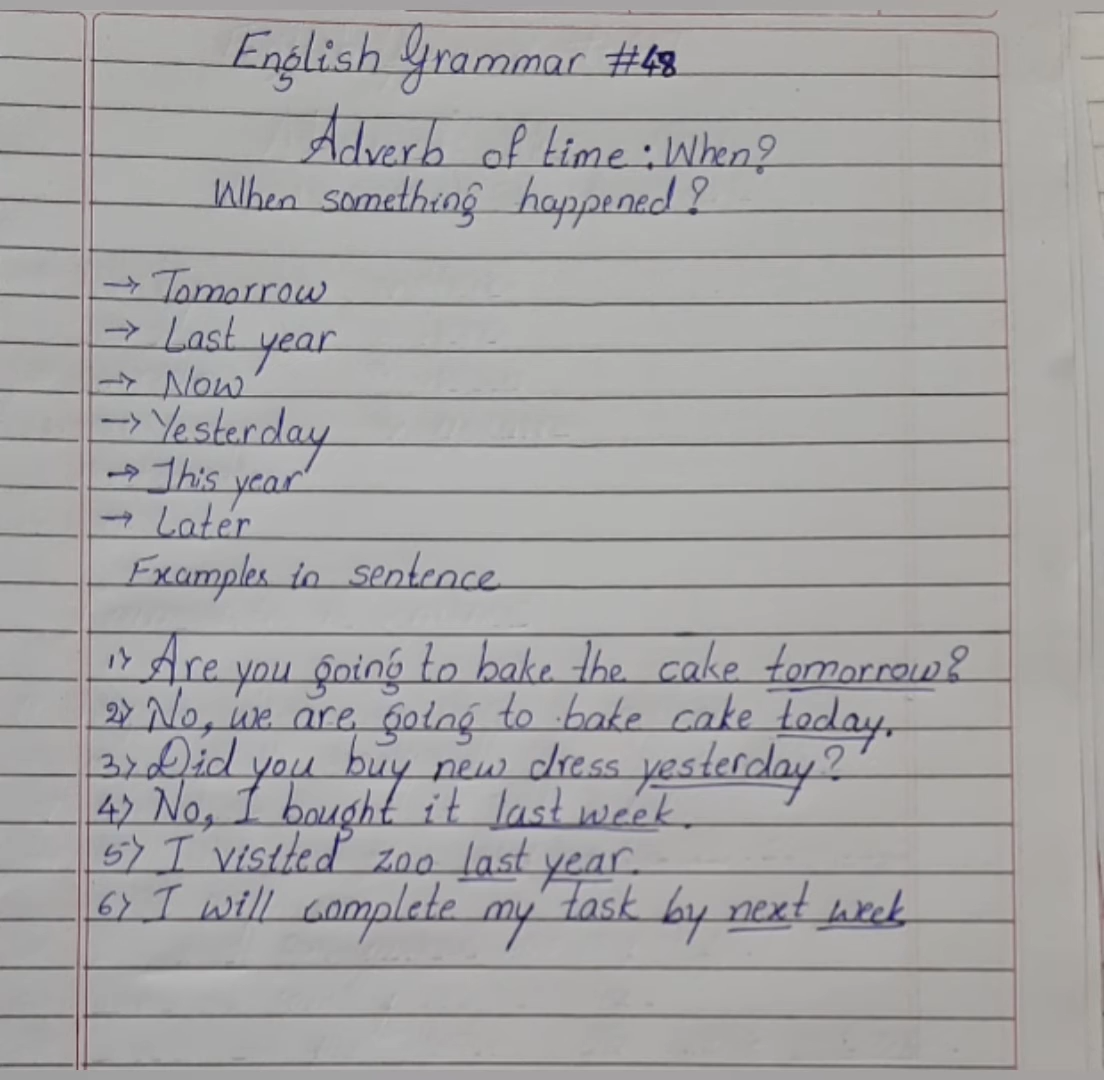 English Grammar #48
Adverb of time : When?
When something happened?
→ Tomorrow
→ Last year
→ Now
→ Yesterday
→ This year
→ Later
Examples in sentence
1) Are you going to bake the cake tomorrow?
2) No, we are going to bake cake today.
3) Did you buy new dress yesterday?
4) No, I bought it last week.
5) I visited zoo last year.
6) I will complete my task by next week